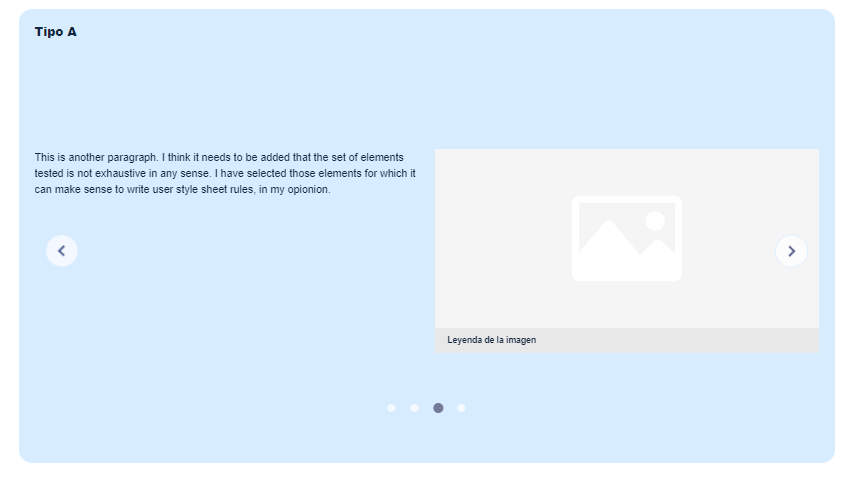 Tipo A
This is another paragraph. I think it needs to be added that the set of elements
tested is not exhaustive in any sense. I have selected those elements for which it
can make sense to write user style sheet rules, in my opionion.
Leyenda de la imagen